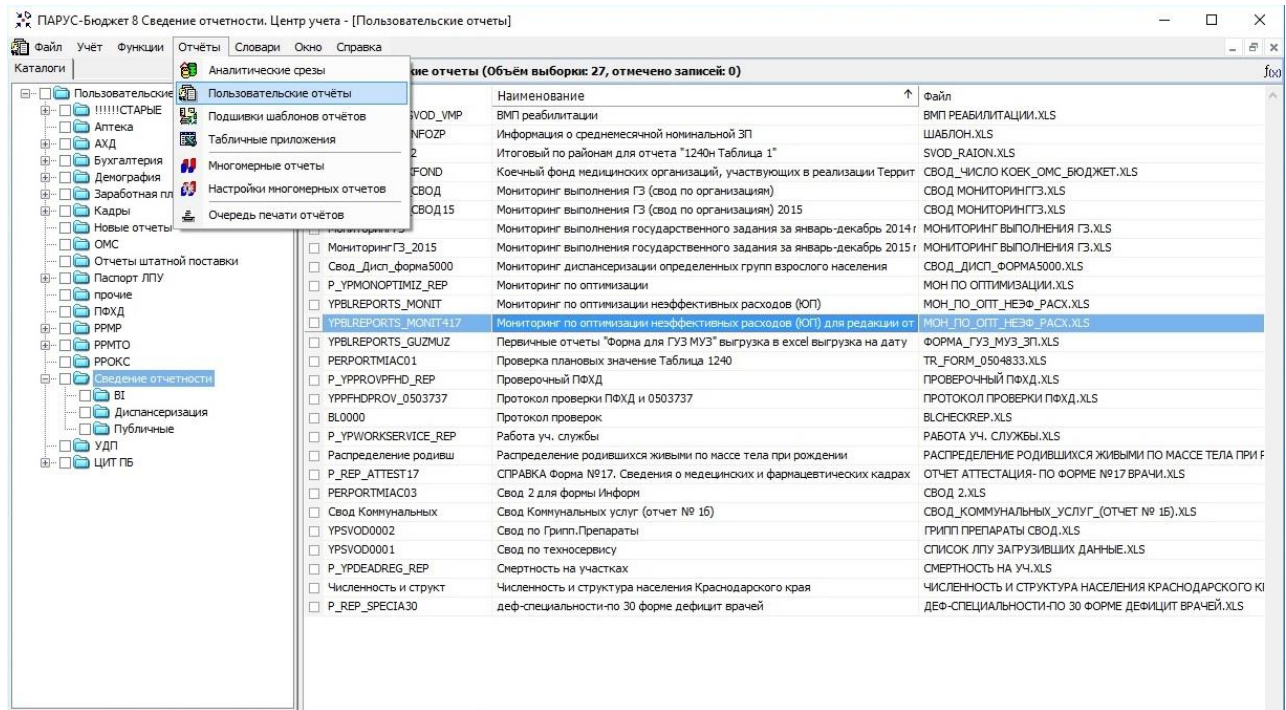 ПАРУС-Бюджет 8 Сведение отчетности. Центр учета - [Пользовательские отчеты]
Файл Учёт Функции Отчёты Словари Окно Справка
Каталоги
Пользовательские
!!!!!!СТАРЫЕ
Аптека
АХД
Бухгалтерия
Демография
Заработная пл
Кадры
Новые отчеты
ОМС
Отчеты штатной поставки
Паспорт ЛПУ
прочие
ПФХД
РРМР
РРМТО
РРОКС
Сведение отчетности
BI
Диспансеризация
Публичные
УДП
ЦИТ ПБ
Аналитические срезы
Пользовательские отчёты
Подшивки шаблонов отчётов
Табличные приложения
Многомерные отчеты
Настройки многомерных отчетов
Очередь печати отчётов
кие отчеты (Объём выборки: 27, отмечено записей: 0)
f(x)
Наименование Файл
SVOD_VMP ВМП реабилитации ВМП РЕАБИЛИТАЦИИ.XLS
NFOZP Информация о среднемесячной номинальной ЗП ШАБЛОН.XLS
2 Итоговый по районам для отчета "1240н Таблица 1" SVOD_RAION.XLS
FOND Коечный фонд медицинских организаций, участвующих в реализации Террит СВОД_ЧИСЛО КОЕК_ОМС_БЮДЖЕТ.XLS
СВОД Мониторинг выполнения ГЗ (свод по организациям) СВОД МОНИТОРИНГГЗ.XLS
СВОД15 Мониторинг выполнения ГЗ (свод по организациям) 2015 СВОД МОНИТОРИНГГЗ.XLS
МониторингГЗ Мониторинг выполнения государственного задания за январь-декабрь 2014 г МОНИТОРИНГ ВЫПОЛНЕНИЯ ГЗ.XLS
МониторингГЗ_2015 Мониторинг выполнения государственного задания за январь-декабрь 2015 г МОНИТОРИНГ ВЫПОЛНЕНИЯ ГЗ.XLS
Свод_Дисп_форма5000 Мониторинг диспансеризации определенных групп взрослого населения СВОД_ДИСП_ФОРМА5000.XLS
P_YPMONOPTIMIZ_REP Мониторинг по оптимизации МОН ПО ОПТИМИЗАЦИИ.XLS
YPBLREPORTS_MONIT Мониторинг по оптимизации неэффективных расходов (ЮП) МОН_ПО_ОПТ_НЕЭФ_РАСХ.XLS
YPBLREPORTS_MONIT417 Мониторинг по оптимизации неэффективных расходов (ЮП) для редакции от МОН_ПО_ОПТ_НЕЭФ_РАСХ.XLS
YPBLREPORTS_GUZMUZ Первичные отчеты "Форма для ГУЗ МУЗ" выгрузка в excel выгрузка на дату ФОРМА_ГУЗ_МУЗ_ЗП.XLS
PERPORTMIAC01 Проверка плановых значение Таблица 1240 TR_FORM_0504833.XLS
P_YPPROVPFHD_REP Проверочный ПФХД ПРОВЕРОЧНЫЙ ПФХД.XLS
YPPFHDPROV_0503737 Протокол проверки ПФХД и 0503737 ПРОТОКОЛ ПРОВЕРКИ ПФХД.XLS
BL0000 Протокол проверок BLCHECKREP.XLS
P_YPWORKSERVICE_REP Работа уч. службы РАБОТА УЧ. СЛУЖБЫ.XLS
Распределение родивш Распределение родившихся живыми по массе тела при рождении РАСПРЕДЕЛЕНИЕ РОДИВШИХСЯ ЖИВЫМИ ПО МАССЕ ТЕЛА ПРИ Р
P_REP_ATTEST17 СПРАВКА Форма №17. Сведения о медецинских и фармацевтических кадрах ОТЧЕТ АТТЕСТАЦИЯ- ПО ФОРМЕ №17 ВРАЧИ.XLS
PERPORTMIAC03 Свод 2 для формы Информ СВОД 2.XLS
Свод Коммунальных Свод Коммунальных услуг (отчет № 1б) СВОД_КОММУНАЛЬНЫХ_УСЛУГ_(ОТЧЕТ № 1Б).XLS
YPSVOD0002 Свод по Грипп.Препараты ГРИПП ПРЕПАРАТЫ СВОД.XLS
YPSVOD0001 Свод по техносервису СПИСОК ЛПУ ЗАГРУЗИВШИХ ДАННЫЕ.XLS
P_YPDEADREG_REP Смертность на участках СМЕРТНОСТЬ НА УЧ.XLS
Численность и структ Численность и структура населения Краснодарского края ЧИСЛЕННОСТЬ И СТРУКТУРА НАСЕЛЕНИЯ КРАСНОДАРСКОГО К
P_REP_SPECIA30 деф-специальности-по 30 форме дефицит врачей ДЕФ-СПЕЦИАЛЬНОСТИ-ПО 30 ФОРМЕ ДЕФИЦИТ ВРАЧЕЙ.XLS